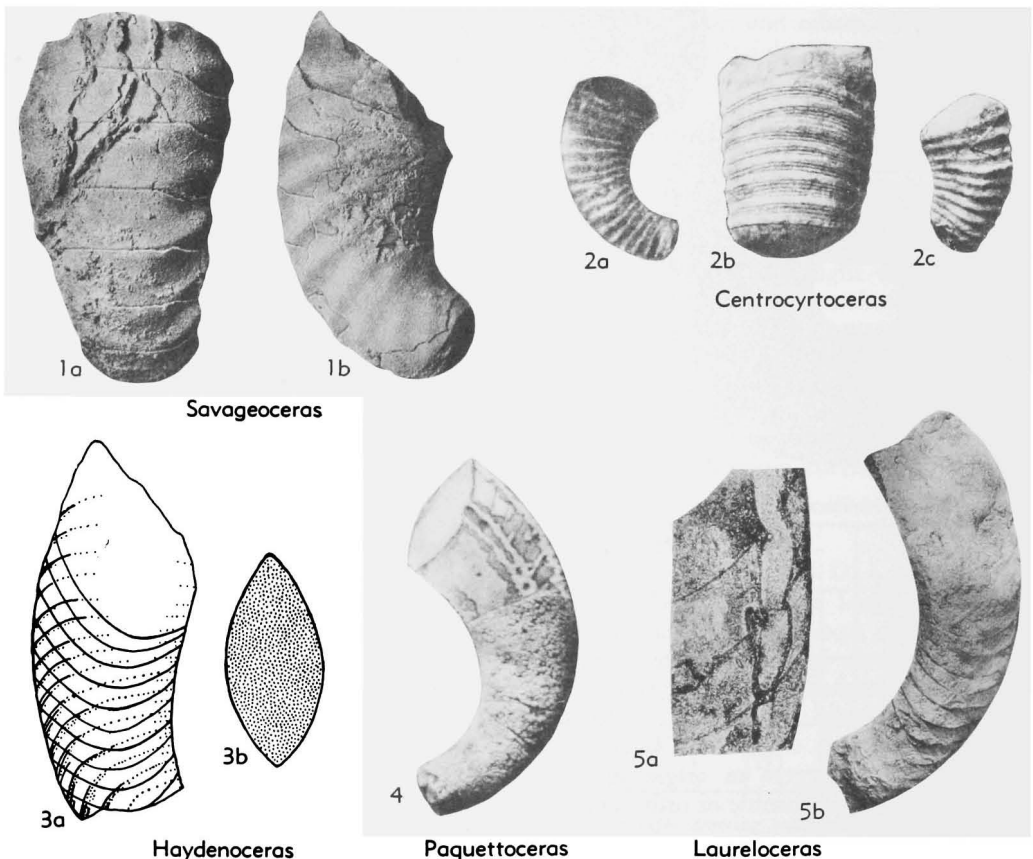 1a
1b
2a
2b
2c
Centrocyrtoceras
Savageoceras
3a
3b
Haydenoceras
4
Paquettoceras
5a
5b
Laureloceras